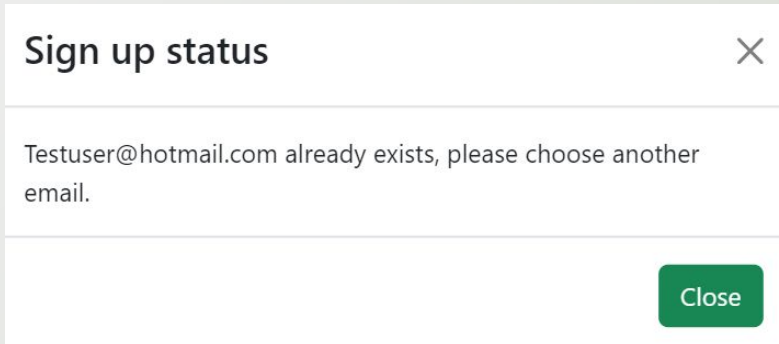 Sign up status
Testuser@hotmail.com already exists, please choose another
email.
Close